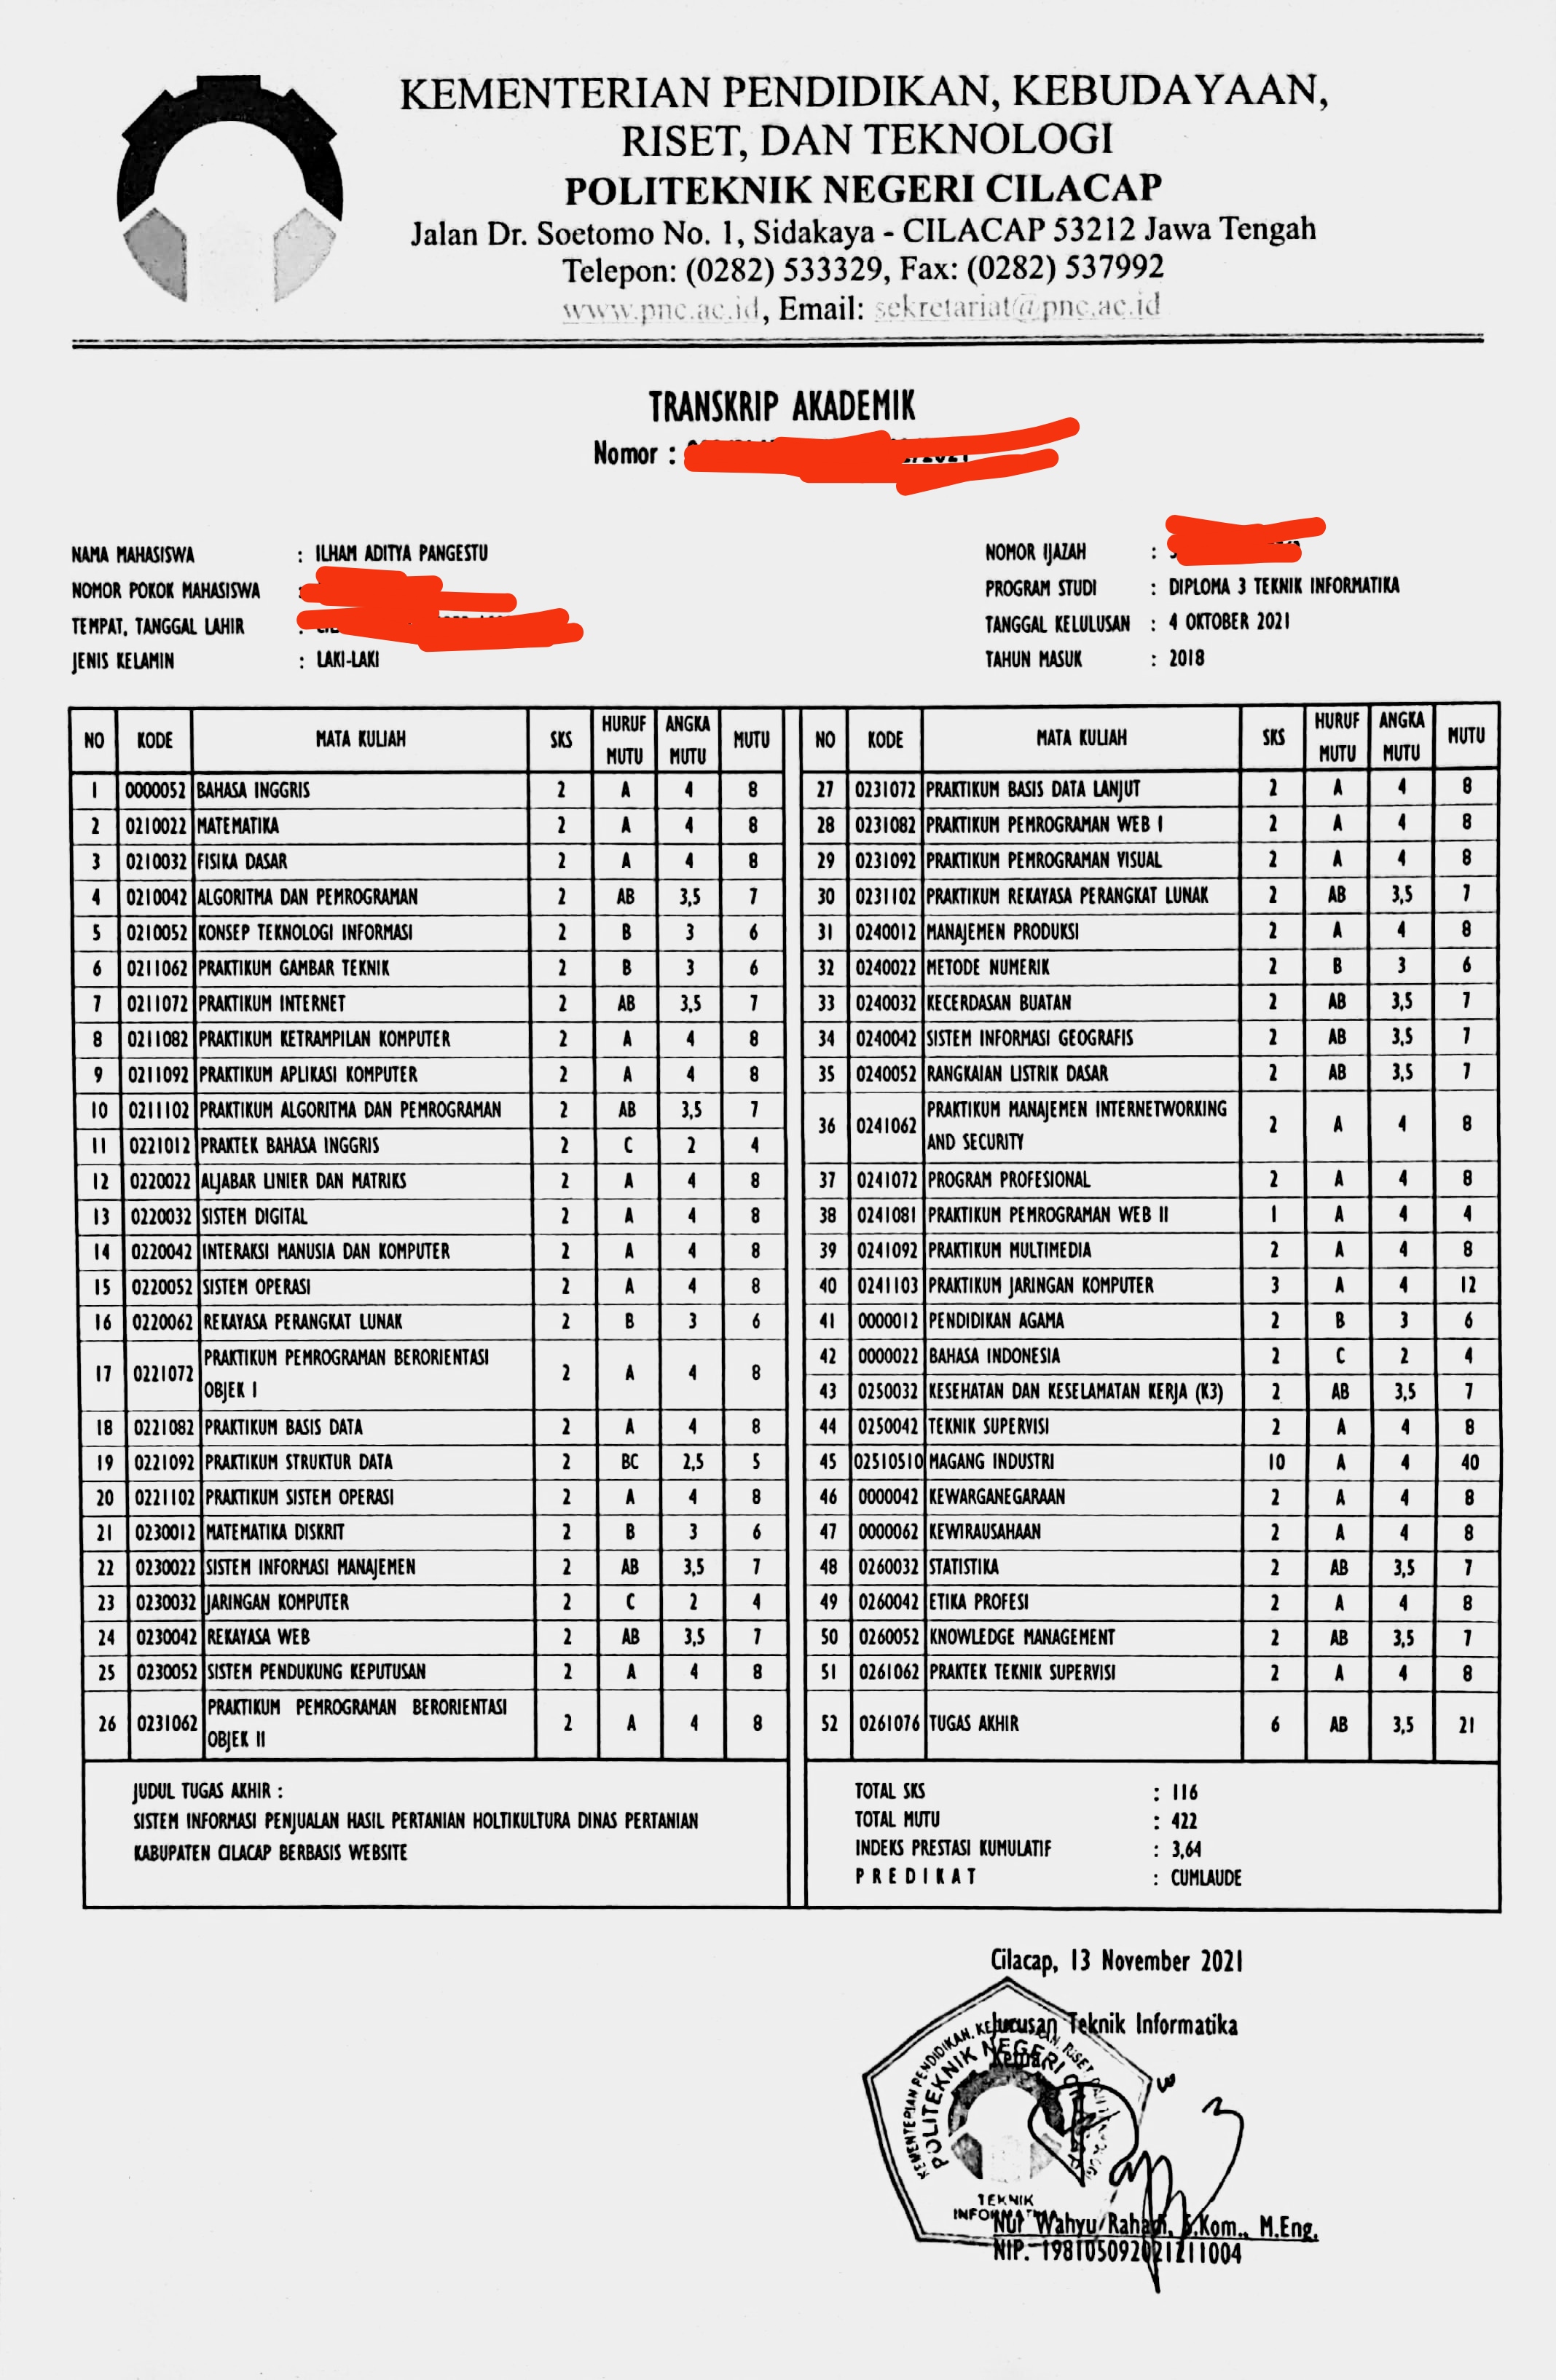 KEMENTERIAN PENDIDIKAN, KEBUDAYAAN,
RISET, DAN TEKNOLOGI
POLITEKNIK NEGERI CILACAP
Jalan Dr. Soetomo No. 1, Sidakaya - CILACAP 53212 Jawa Tengah
Telepon: (0282) 533329, Fax: (0282) 537992
www.pnc.ac.id, Email: sekretariat@pnc.ac.id
TRANSKRIP AKADEMIK
Nomor :
NAMA MAHASISWA : ILHAM ADITYA PANGESTU
NOMOR POKOK MAHASISWA :
TEMPAT, TANGGAL LAHIR :
JENIS KELAMIN : LAKI-LAKI
NOMOR IJAZAH :
PROGRAM STUDI : DIPLOMA 3 TEKNIK INFORMATIKA
TANGGAL KELULUSAN : 4 OKTOBER 2021
TAHUN MASUK : 2018
NO KODE MATA KULIAH SKS HURUF MUTU ANGKA MUTU MUTU
1 0000052 BAHASA INGGRIS 2 A 4 8
2 0210022 MATEMATIKA 2 A 4 8
3 0210032 FISIKA DASAR 2 A 4 8
4 0210042 ALGORITMA DAN PEMROGRAMAN 2 AB 3,5 7
5 0210052 KONSEP TEKNOLOGI INFORMASI 2 B 3 6
6 0211062 PRAKTIKUM GAMBAR TEKNIK 2 B 3 6
7 0211072 PRAKTIKUM INTERNET 2 AB 3,5 7
8 0211082 PRAKTIKUM KETRAMPILAN KOMPUTER 2 A 4 8
9 0211092 PRAKTIKUM APLIKASI KOMPUTER 2 A 4 8
10 0211102 PRAKTIKUM ALGORITMA DAN PEMROGRAMAN 2 AB 3,5 7
11 0221012 PRAKTEK BAHASA INGGRIS 2 C 2 4
12 0220022 ALJABAR LINIER DAN MATRIKS 2 A 4 8
13 0220032 SISTEM DIGITAL 2 A 4 8
14 0220042 INTERAKSI MANUSIA DAN KOMPUTER 2 A 4 8
15 0220052 SISTEM OPERASI 2 A 4 8
16 0220062 REKAYASA PERANGKAT LUNAK 2 B 3 6
17 0221072 PRAKTIKUM PEMROGRAMAN BERORIENTASI
OBJEK I 2 A 4 8
18 0221082 PRAKTIKUM BASIS DATA 2 A 4 8
19 0221092 PRAKTIKUM STRUKTUR DATA 2 BC 2,5 5
20 0221102 PRAKTIKUM SISTEM OPERASI 2 A 4 8
21 0230012 MATEMATIKA DISKRIT 2 B 3 6
22 0230022 SISTEM INFORMASI MANAJEMEN 2 AB 3,5 7
23 0230032 JARINGAN KOMPUTER 2 C 2 4
24 0230042 REKAYASA WEB 2 AB 3,5 7
25 0230052 SISTEM PENDUKUNG KEPUTUSAN 2 A 4 8
26 0231062 PRAKTIKUM PEMROGRAMAN BERORIENTASI
OBJEK II 2 A 4 8
NO KODE MATA KULIAH SKS HURUF MUTU ANGKA MUTU MUTU
27 0231072 PRAKTIKUM BASIS DATA LANJUT 2 A 4 8
28 0231082 PRAKTIKUM PEMROGRAMAN WEB I 2 A 4 8
29 0231092 PRAKTIKUM PEMROGRAMAN VISUAL 2 A 4 8
30 0231102 PRAKTIKUM REKAYASA PERANGKAT LUNAK 2 AB 3,5 7
31 0240012 MANAJEMEN PRODUKSI 2 A 4 8
32 0240022 METODE NUMERIK 2 B 3 6
33 0240032 KECERDASAN BUATAN 2 AB 3,5 7
34 0240042 SISTEM INFORMASI GEOGRAFIS 2 AB 3,5 7
35 0240052 RANGKAIAN LISTRIK DASAR 2 AB 3,5 7
36 0241062 PRAKTIKUM MANAJEMEN INTERNETWORKING
AND SECURITY 2 A 4 8
37 0241072 PROGRAM PROFESIONAL 2 A 4 8
38 0241081 PRAKTIKUM PEMROGRAMAN WEB II 1 A 4 4
39 0241092 PRAKTIKUM MULTIMEDIA 2 A 4 8
40 0241103 PRAKTIKUM JARINGAN KOMPUTER 3 A 4 12
41 0000012 PENDIDIKAN AGAMA 2 B 3 6
42 0000022 BAHASA INDONESIA 2 C 2 4
43 0250032 KESEHATAN DAN KESELAMATAN KERJA (K3) 2 AB 3,5 7
44 0250042 TEKNIK SUPERVISI 2 A 4 8
45 02510510 MAGANG INDUSTRI 10 A 4 40
46 0000042 KEWARGANEGARAAN 2 A 4 8
47 0000062 KEWIRAUSAHAAN 2 A 4 8
48 0260032 STATISTIKA 2 AB 3,5 7
49 0260042 ETIKA PROFESI 2 A 4 8
50 0260052 KNOWLEDGE MANAGEMENT 2 AB 3,5 7
51 0261062 PRAKTEK TEKNIK SUPERVISI 2 A 4 8
52 0261076 TUGAS AKHIR 6 AB 3,5 21
JUDUL TUGAS AKHIR :
SISTEM INFORMASI PENJUALAN HASIL PERTANIAN HOLTIKULTURA DINAS PERTANIAN
KABUPATEN CILACAP BERBASIS WEBSITE
TOTAL SKS : 116
TOTAL MUTU : 422
INDEKS PRESTASI KUMULATIF : 3,64
PREDIKAT : CUMLAUDE
Cilacap, 13 November 2021
Jurusan Teknik Informatika
Ketua
POLITEKNIK NEGERI
TEKNIK
Nur Wahyu Rahadi, S.Kom., M.Eng.
NIP. 198105092021211004